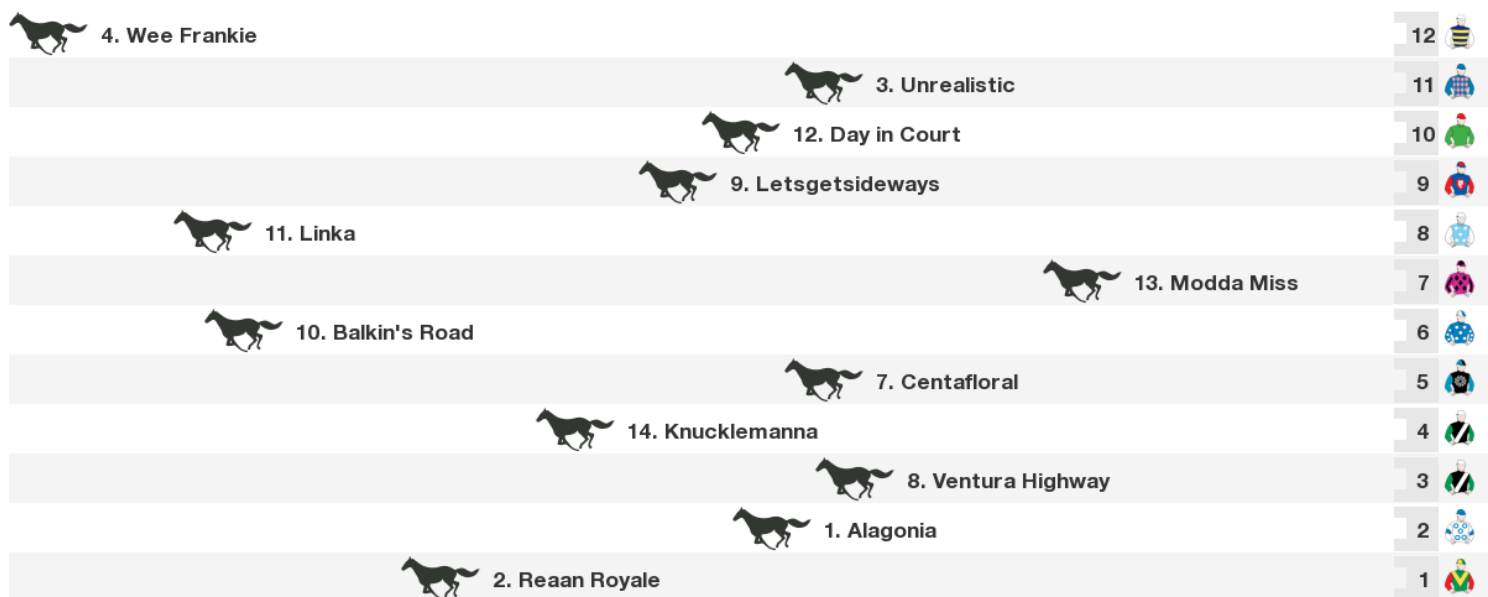 4. Wee Frankie 12
3. Unrealistic 11
12. Day in Court 10
9. Letsgetsideways 9
11. Linka 8
13. Modda Miss 7
10. Balkin's Road 6
7. Centafloral 5
14. Knucklemanna 4
8. Ventura Highway 3
1. Alagonia 2
2. Reaan Royale 1